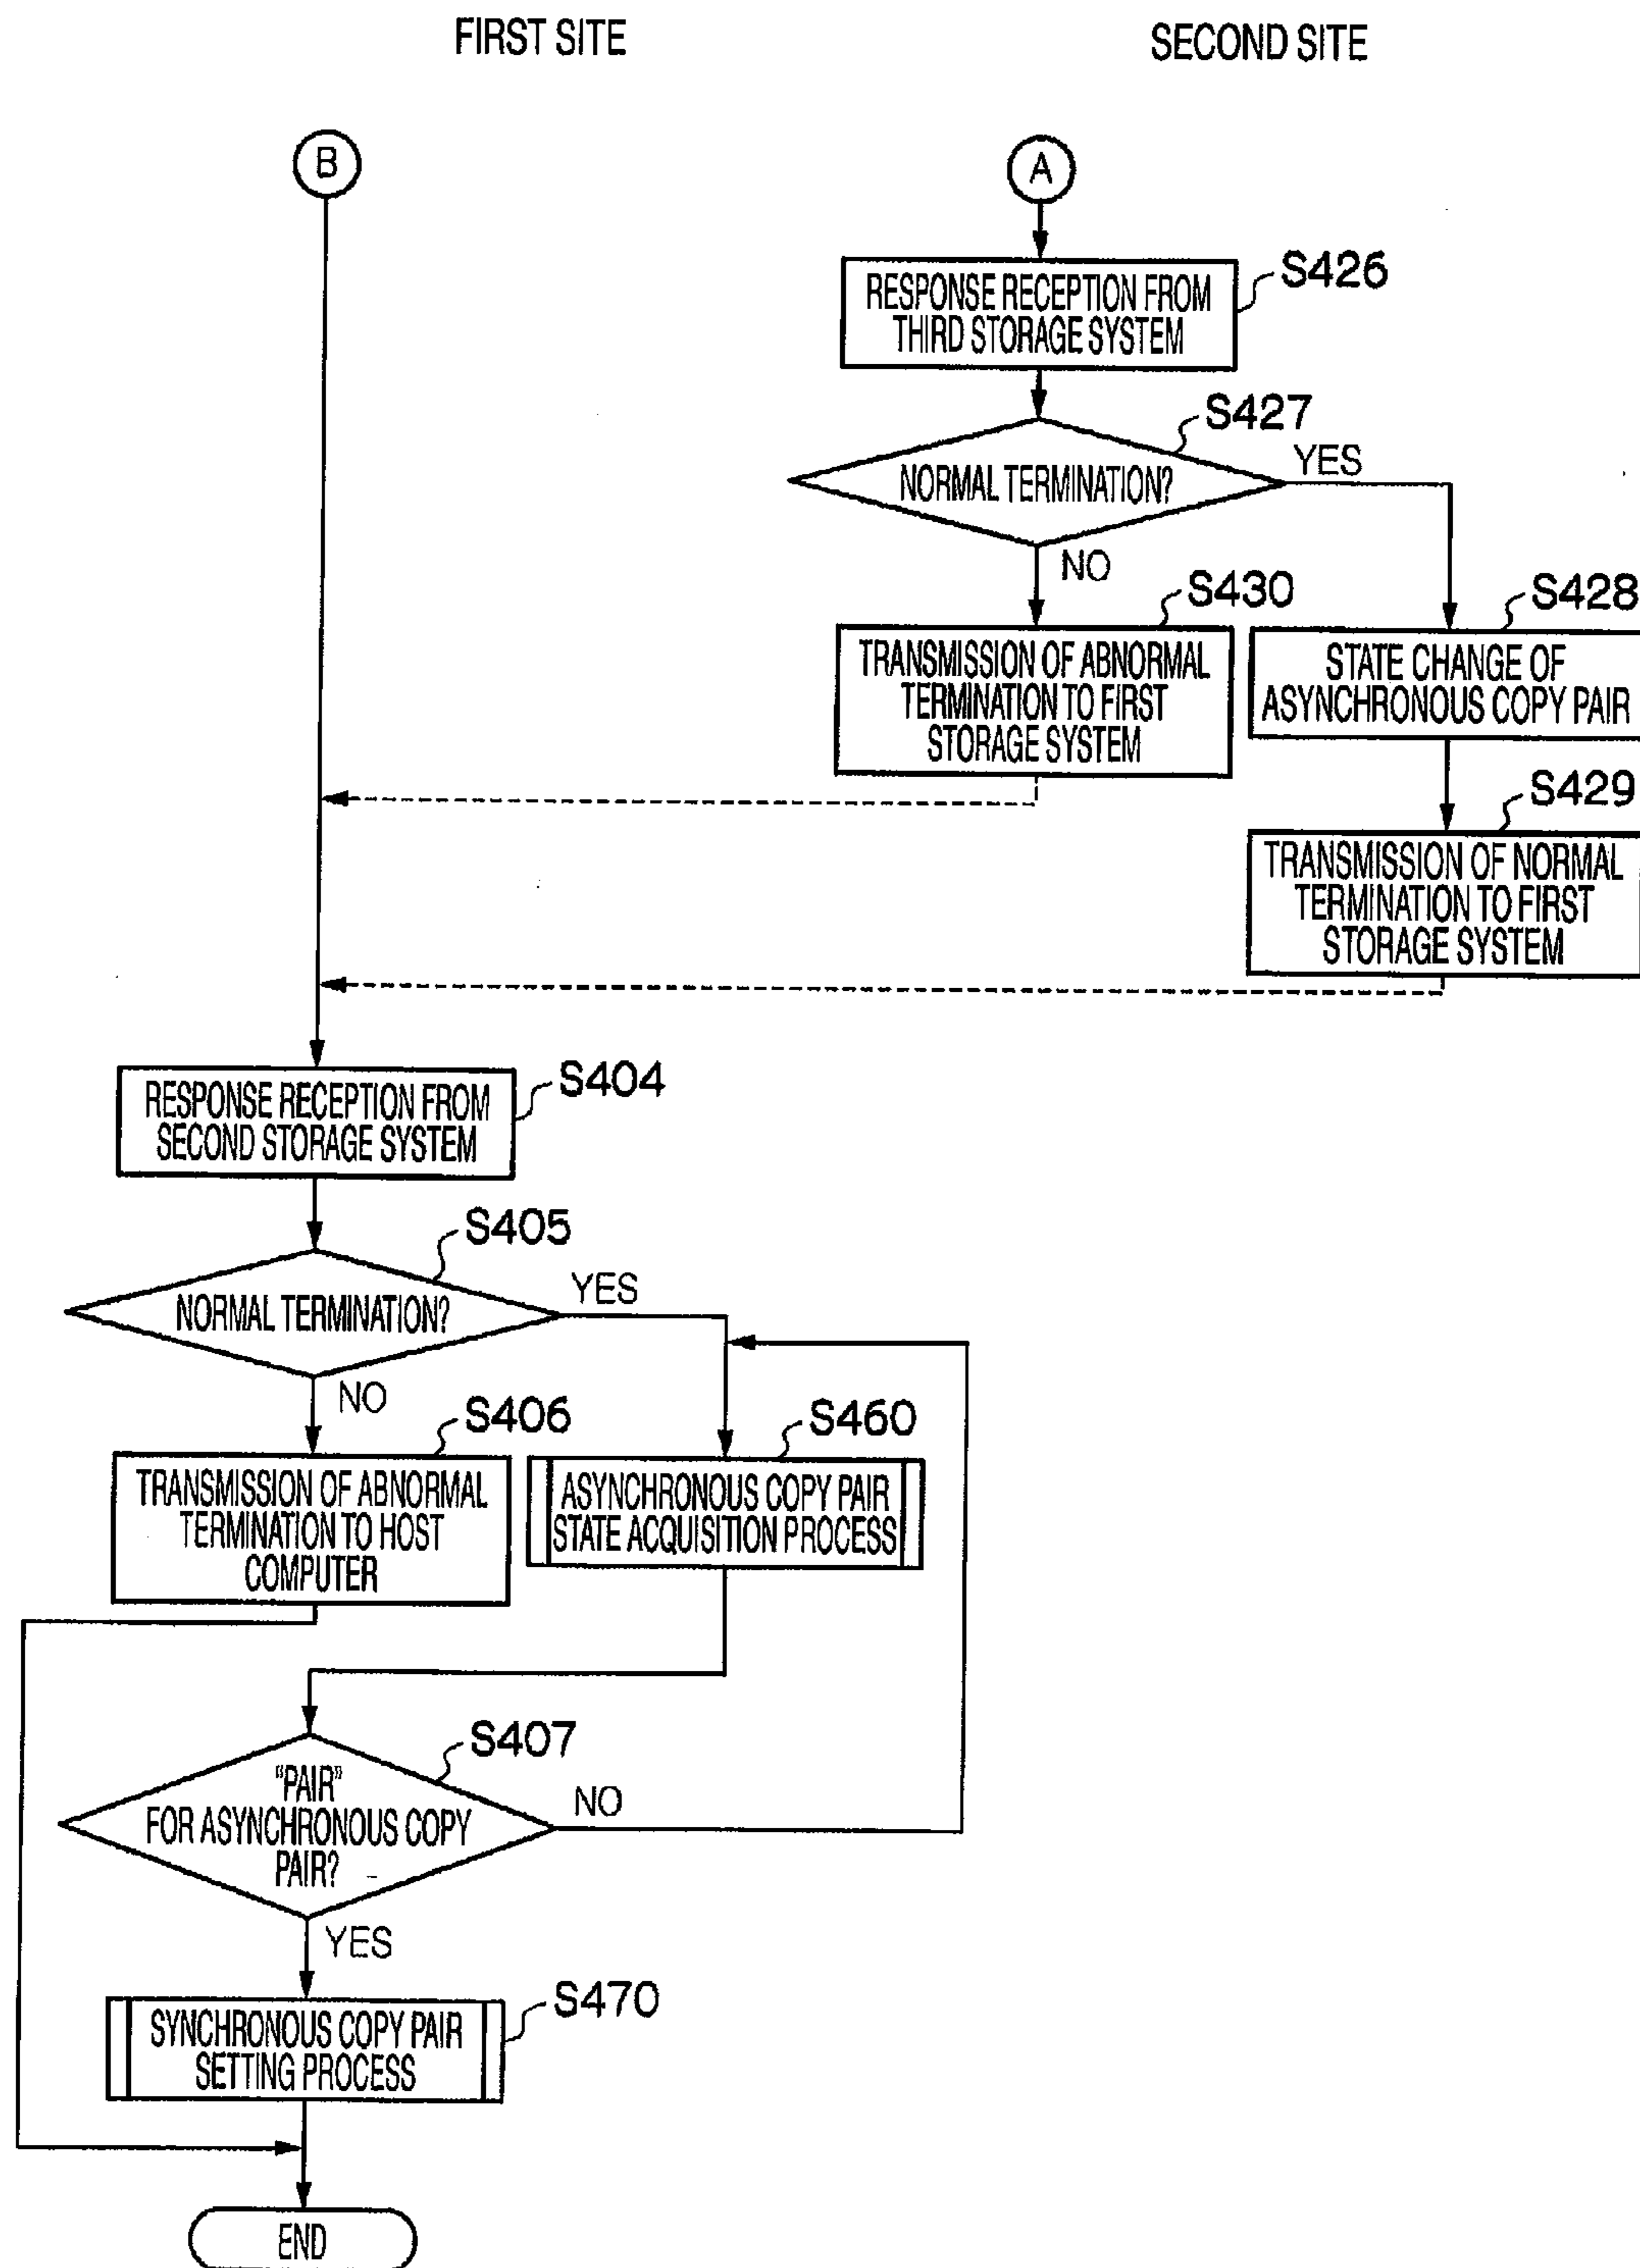 FIRST SITE
SECOND SITE
B
A
RESPONSE RECEPTION FROM
THIRD STORAGE SYSTEM
S426
S427
NORMAL TERMINATION?
YES
NO
S430
TRANSMISSION OF ABNORMAL
TERMINATION TO FIRST
STORAGE SYSTEM
S428
STATE CHANGE OF
ASYNCHRONOUS COPY PAIR
S429
TRANSMISSION OF NORMAL
TERMINATION TO FIRST
STORAGE SYSTEM
S404
RESPONSE RECEPTION FROM
SECOND STORAGE SYSTEM
S405
NORMAL TERMINATION?
YES
NO
S406
TRANSMISSION OF ABNORMAL
TERMINATION TO HOST
COMPUTER
S460
ASYNCHRONOUS COPY PAIR
STATE ACQUISITION PROCESS
S407
"PAIR"
FOR ASYNCHRONOUS COPY
PAIR?
NO
YES
S470
SYNCHRONOUS COPY PAIR
SETTING PROCESS
END